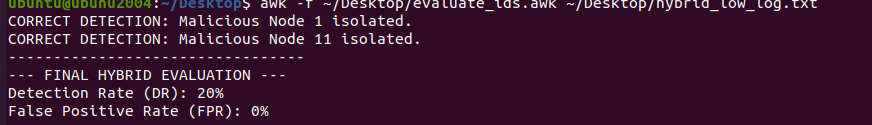 ubuntu@ubuntu2004:~/Desktop$ awk -f ~/Desktop/evaluate_ids.awk ~/Desktop/hybrid_low_log.txt
CORRECT DETECTION: Malicious Node 1 isolated.
CORRECT DETECTION: Malicious Node 11 isolated.
---------------------------------
--- FINAL HYBRID EVALUATION ---
Detection Rate (DR): 20%
False Positive Rate (FPR): 0%